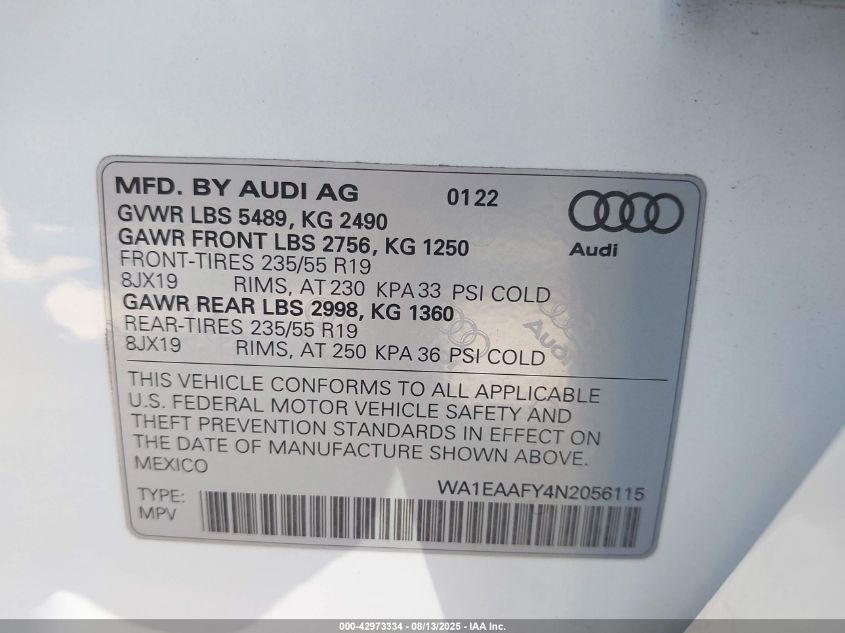 MFD. BY AUDI AG 0122
GVWR LBS 5489, KG 2490
GAWR FRONT LBS 2756, KG 1250
Audi
FRONT-TIRES 235/55 R19
8JX19 RIMS, AT 230 KPA 33 PSI COLD
GAWR REAR LBS 2998, KG 1360
REAR-TIRES 235/55 R19
8JX19 RIMS, AT 250 KPA 36 PSI COLD
Audi
THIS VEHICLE CONFORMS TO ALL APPLICABLE
U.S. FEDERAL MOTOR VEHICLE SAFETY AND
THEFT PREVENTION STANDARDS IN EFFECT ON
THE DATE OF MANUFACTURE SHOWN ABOVE.
MEXICO
WA1EAAFY4N2056115
TYPE:
MPV
000-42973334 - 08/13/2025 - IAA Inc.